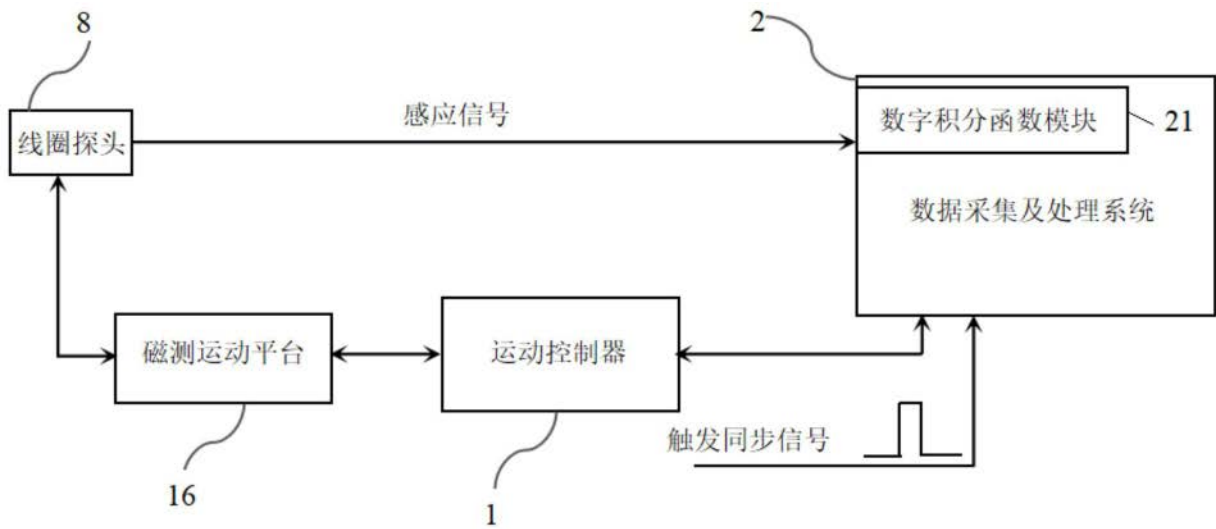 8
2
感应信号
线圈探头
数字积分函数模块
21
数据采集及处理系统
磁测运动平台
运动控制器
触发同步信号
16
1